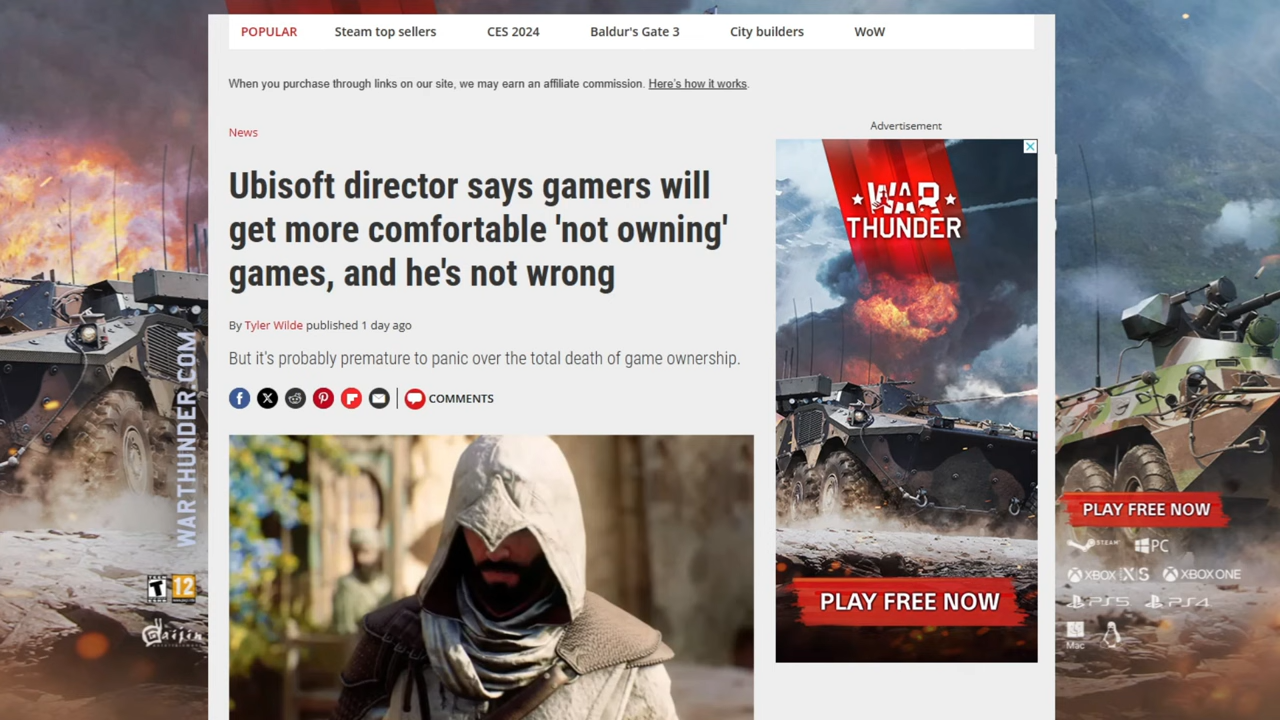 POPULAR Steam top sellers CES 2024 Baldur's Gate 3 City builders WoW
When you purchase through links on our site, we may earn an affiliate commission. Here's how it works.
News
Ubisoft director says gamers will
get more comfortable 'not owning'
games, and he's not wrong
By Tyler Wilde published 1 day ago
But it's probably premature to panic over the total death of game ownership.
COMMENTS
Advertisement
WAR
THUNDER
PLAY FREE NOW
WARTHUNDER.COM
TEEN
T 12
Gaijin
PLAY FREE NOW
STEAM PC
XBOX X|S XBOX ONE
PS5 PS4
Mac